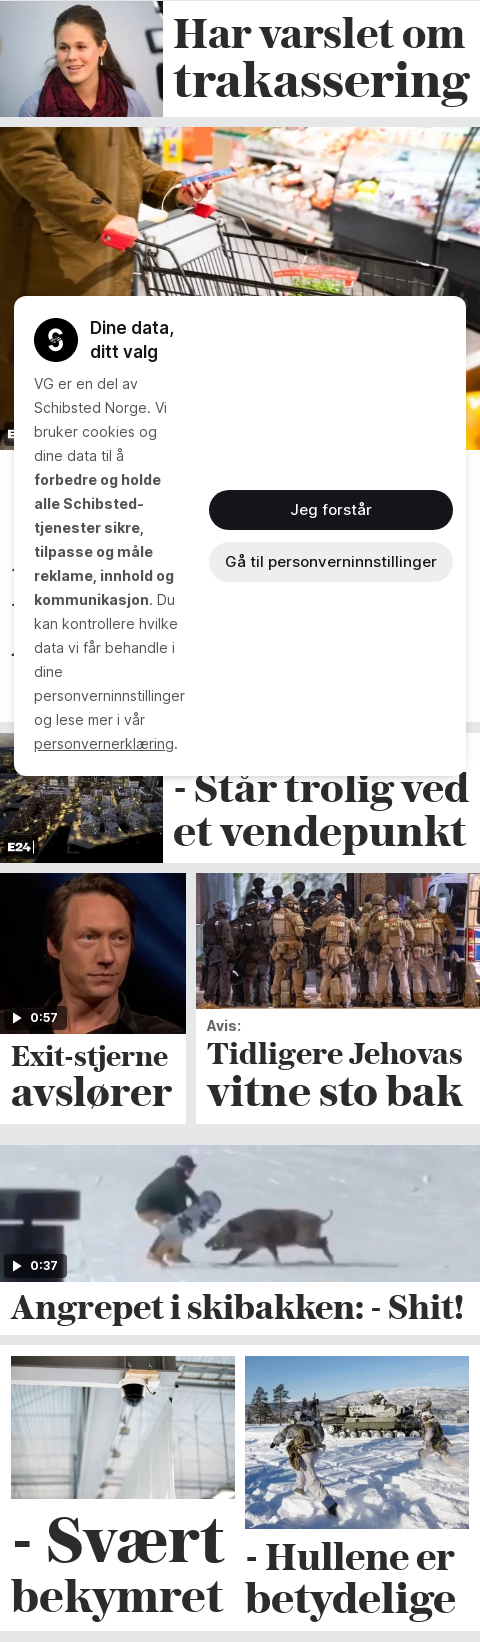 Har varslet om
trakassering
Dine data,
ditt valg
VG er en del av
Schibsted Norge. Vi
bruker cookies og
dine data til å
forbedre og holde
alle Schibsted-
tjenester sikre,
tilpasse og måle
reklame, innhold og
kommunikasjon. Du
kan kontrollere hvilke
data vi får behandle i
dine
personverninnstillinger
og lese mer i vår
personvernerklæring.
Jeg forstår
Gå til personverninnstillinger
- Står trolig ved
et vendepunkt
E24
0:57
Exit-stjerne
avslører
POLIZEI
Avis:
Tidligere Jehovas
vitne sto bak
0:37
Angrepet i skibakken: - Shit!
- Svært
bekymret
- Hullene er
betydelige